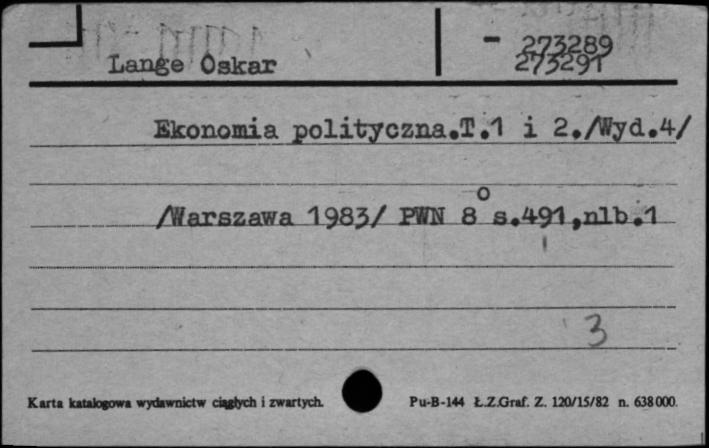 Lange Oskar
- 273289
273291
Ekonomia polityczna.T.1 i 2./Wyd.4/
/Warszawa 1983/ PWN 8° s.491,nlb.1
3
Karta katalogowa wydawnictw ciągłych i zwartych. Pu-B-144 Ł.Z.Graf. Z. 120/15/82 n. 638000.